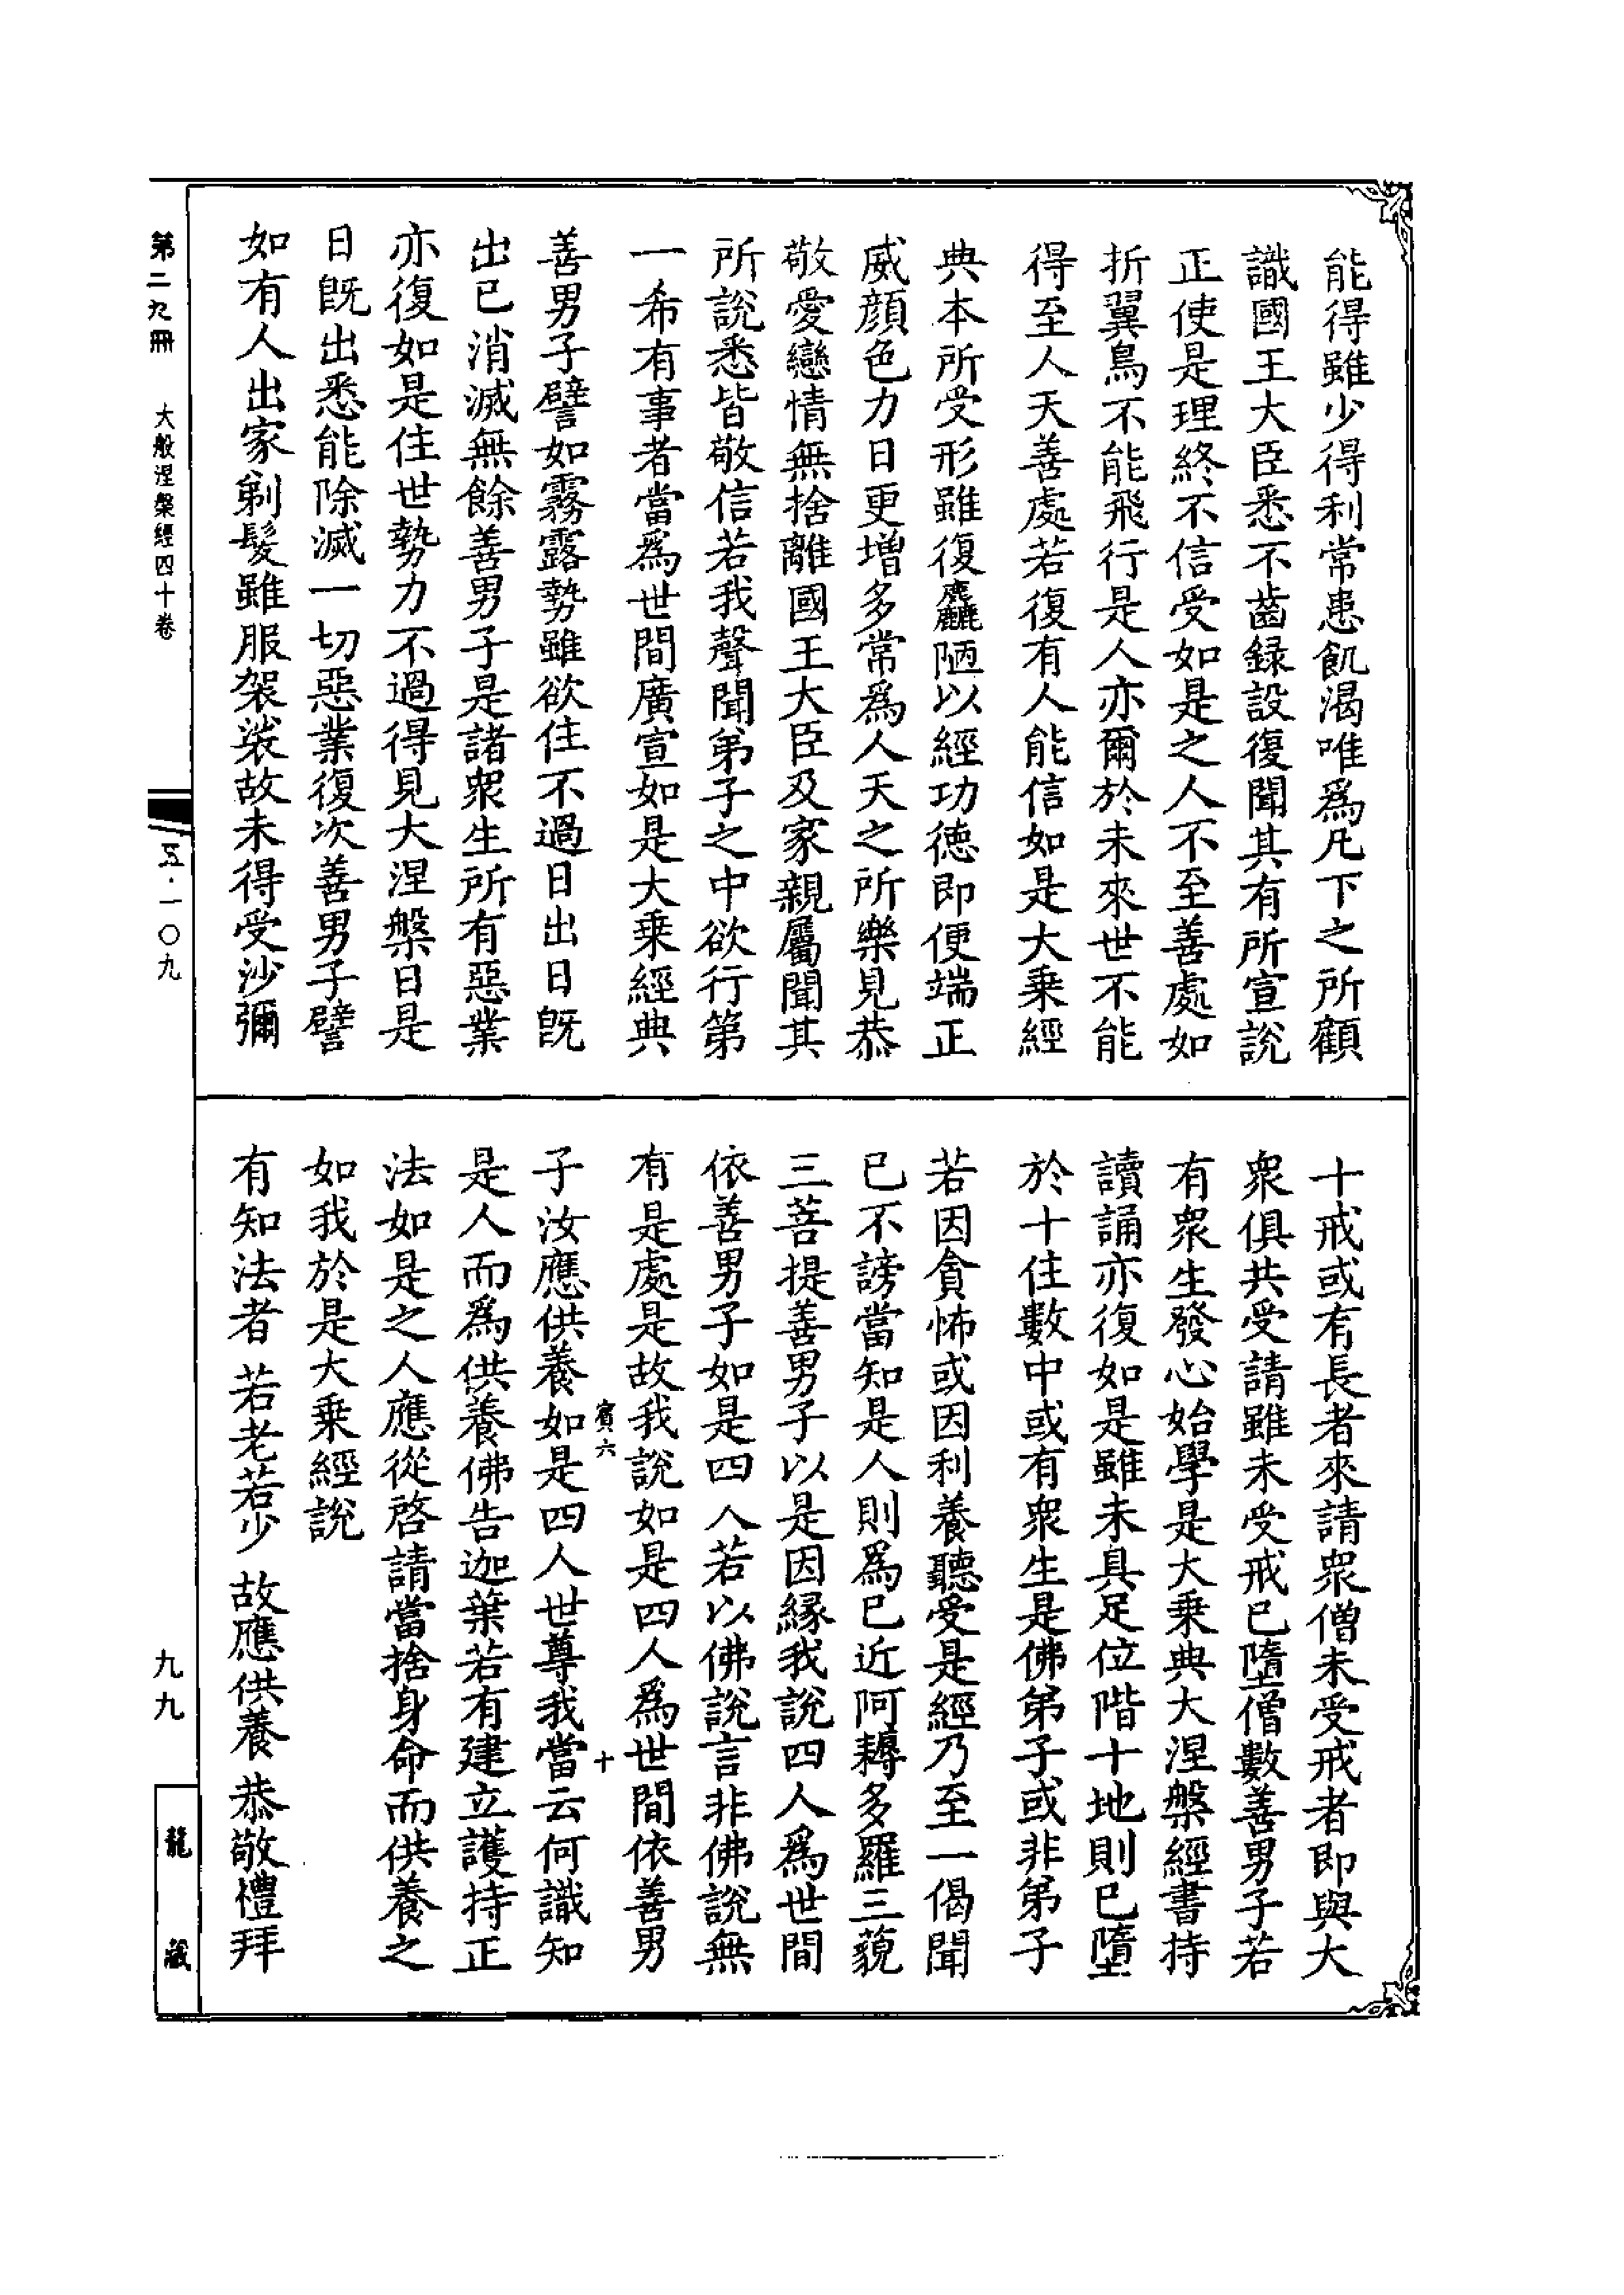 能得雖少得利常患飢渴唯爲凡下之所顧
識國王大臣悉不齒録設復聞其有所宣說
正使是理終不信受如是之人不至善處如
折翼鳥不能飛行是人亦爾於未來世不能
得至人天善處若復有人能信如是大乗經
典本所受形雖復麤陋以經功德即便端正
威顔色力日更增多常爲人天之所樂見恭
敬愛戀情無捨離國王大臣及家親屬聞其
所說悉皆敬信若我聲聞弟子之中欲行第
一希有事者當爲世間廣宣如是大乗經典
善男子譬如霧露勢雖欲住不過日出日旣
出已消滅無餘善男子是諸衆生所有惡業
亦復如是住世勢力不過得見大涅槃日是
日旣出悉能除滅一切惡業復次善男子譬
如有人出家剃髮雖服袈裟故未得受沙彌
十戒或有長者來請衆僧未受戒者即與大
衆俱共受請雖未受戒已墮僧數善男子若
有衆生發心始學是大乗典大涅槃經書持
讀誦亦復如是雖未具足位階十地則已墮
於十住數中或有衆生是佛弟子或非弟子
若因貪怖或因利養聽受是經乃至一偈聞
已不謗當知是人則爲已近阿耨多羅三藐
三菩提善男子以是因緣我說四人爲世間
依善男子如是四人若以佛說言非佛說無
有是處是故我說如是四人爲世間依善男
賓六
十
子汝應供養如是四人世尊我當云何識知
是人而爲供養佛告迦葉若有建立護持正
法如是之人應從啓請當捨身命而供養之
如我於是大乗經說
有知法者 若老若少 故應供養 恭敬禮拜
第二九冊 大般涅槃經四十卷
五·一〇九
九九
龍藏